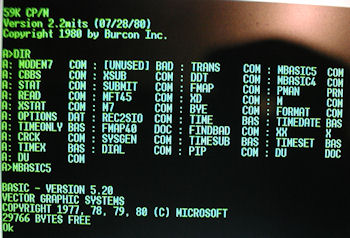 59K CP/M
Version 2.2mits (07/28/80)
Copyright 1980 by Burcon Inc.
A>DIR
A: MODEM7   COM : [UNUSED] BAD : TRANS    COM : MBASIC5  COM
A: CBBS     COM : XSUB     COM : DDT      COM : MBASIC4  COM
A: STAT     COM : SUBMIT   COM : FMAP     COM : PMAN     PRN
A: READ     COM : MFT45    COM : XD       COM : M        COM
A: XSTAT    COM : M7       COM : BYE      COM : FORMAT   COM
A: OPTIONS  DAT : REC2SIO  COM : TIME     BAS : TIMEDATE BAS
A: TIMEONLY BAS : FMAP40   DOC : FINDBAD  COM : XX       X
A: CRCK     COM : SYSGEN   COM : TIMESUB  BAS : TIMESET  BAS
A: TIMEX    BAS : DIAL     COM : PIP      COM : DU       DOC
A: DU       COM
A>MBASIC5
BASIC - VERSION 5.20
VECTOR GRAPHIC SYSTEMS
COPYRIGHT 1977, 78, 79, 80 (C) MICROSOFT
29766 BYTES FREE
Ok